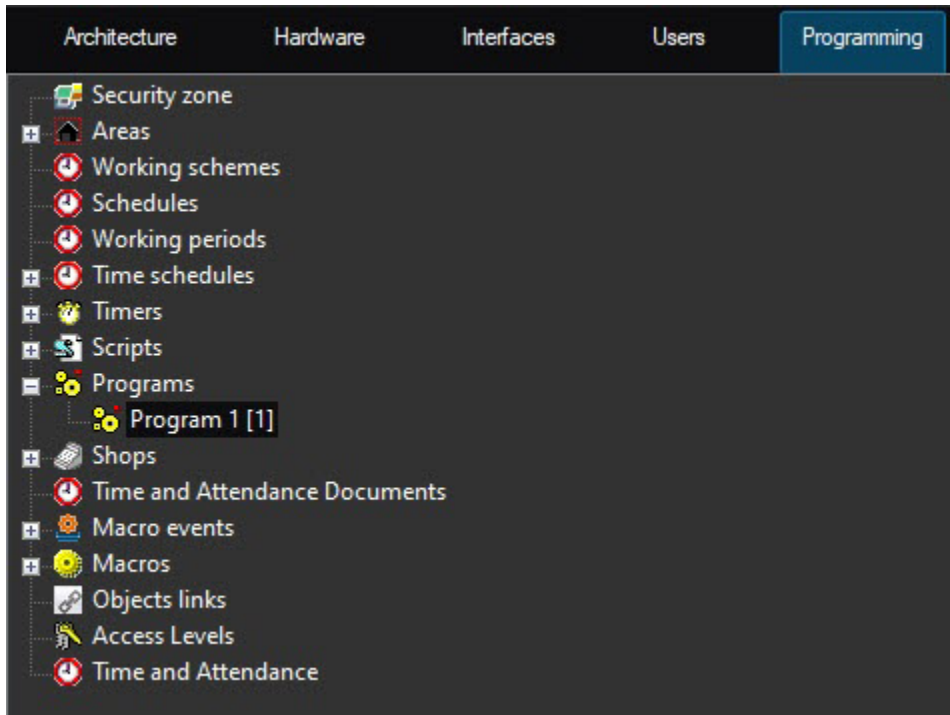 Architecture Hardware Interfaces Users Programming
Security zone
Areas
Working schemes
Schedules
Working periods
Time schedules
Timers
Scripts
Programs
Program 1 [1]
Shops
Time and Attendance Documents
Macro events
Macros
Objects links
Access Levels
Time and Attendance